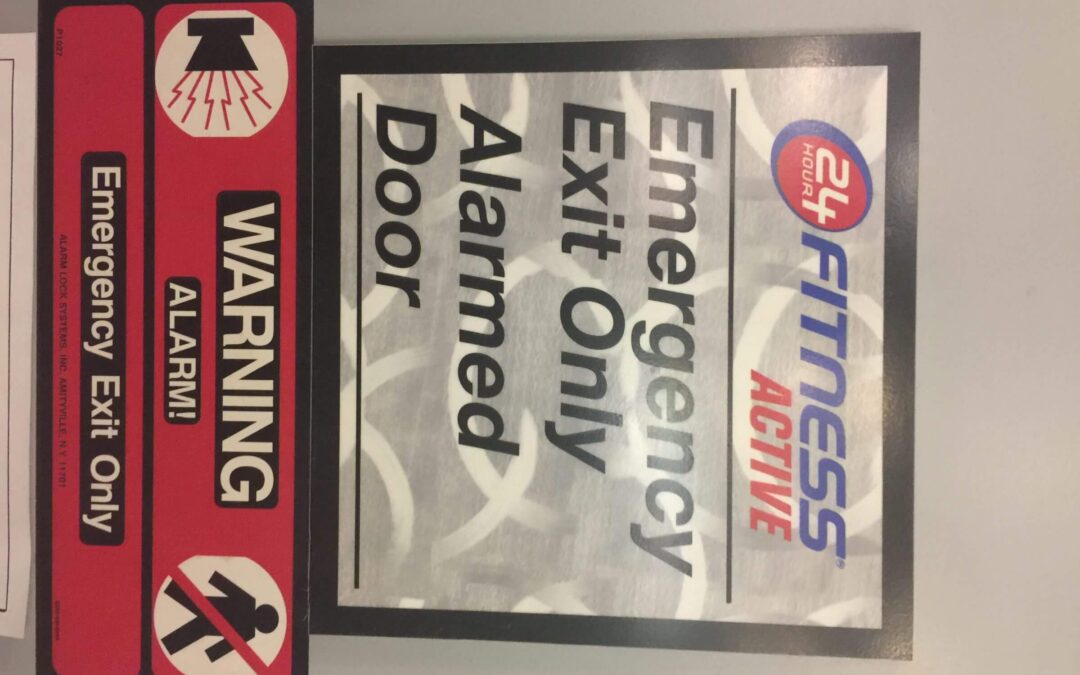 24
HOUR
FITNESS®
ACTIVE
Emergency
Exit Only
Alarmed
Door
WARNING
ALARM!
Emergency Exit Only
ALARM LOCK SYSTEMS, INC. AMITYVILLE, N.Y. 11701
P1027